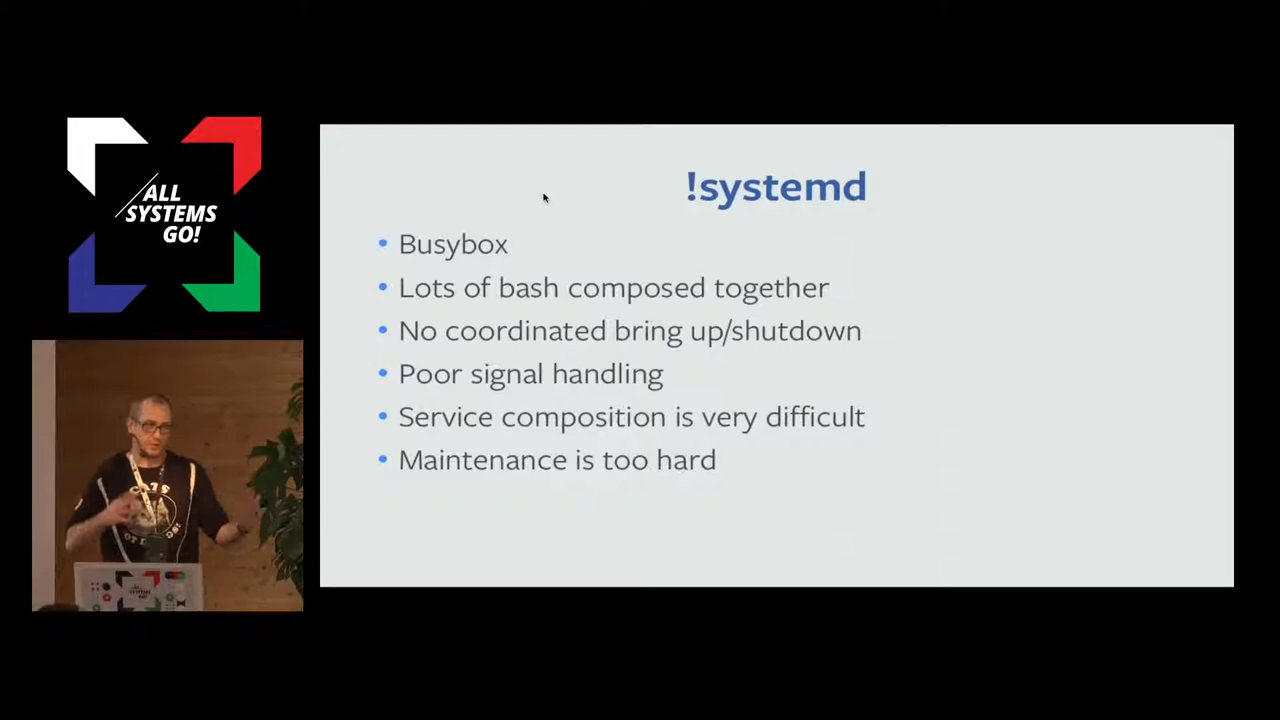 ALL
SYSTEMS
GO!
!systemd
Busybox
Lots of bash composed together
No coordinated bring up/shutdown
Poor signal handling
Service composition is very difficult
Maintenance is too hard
CATS